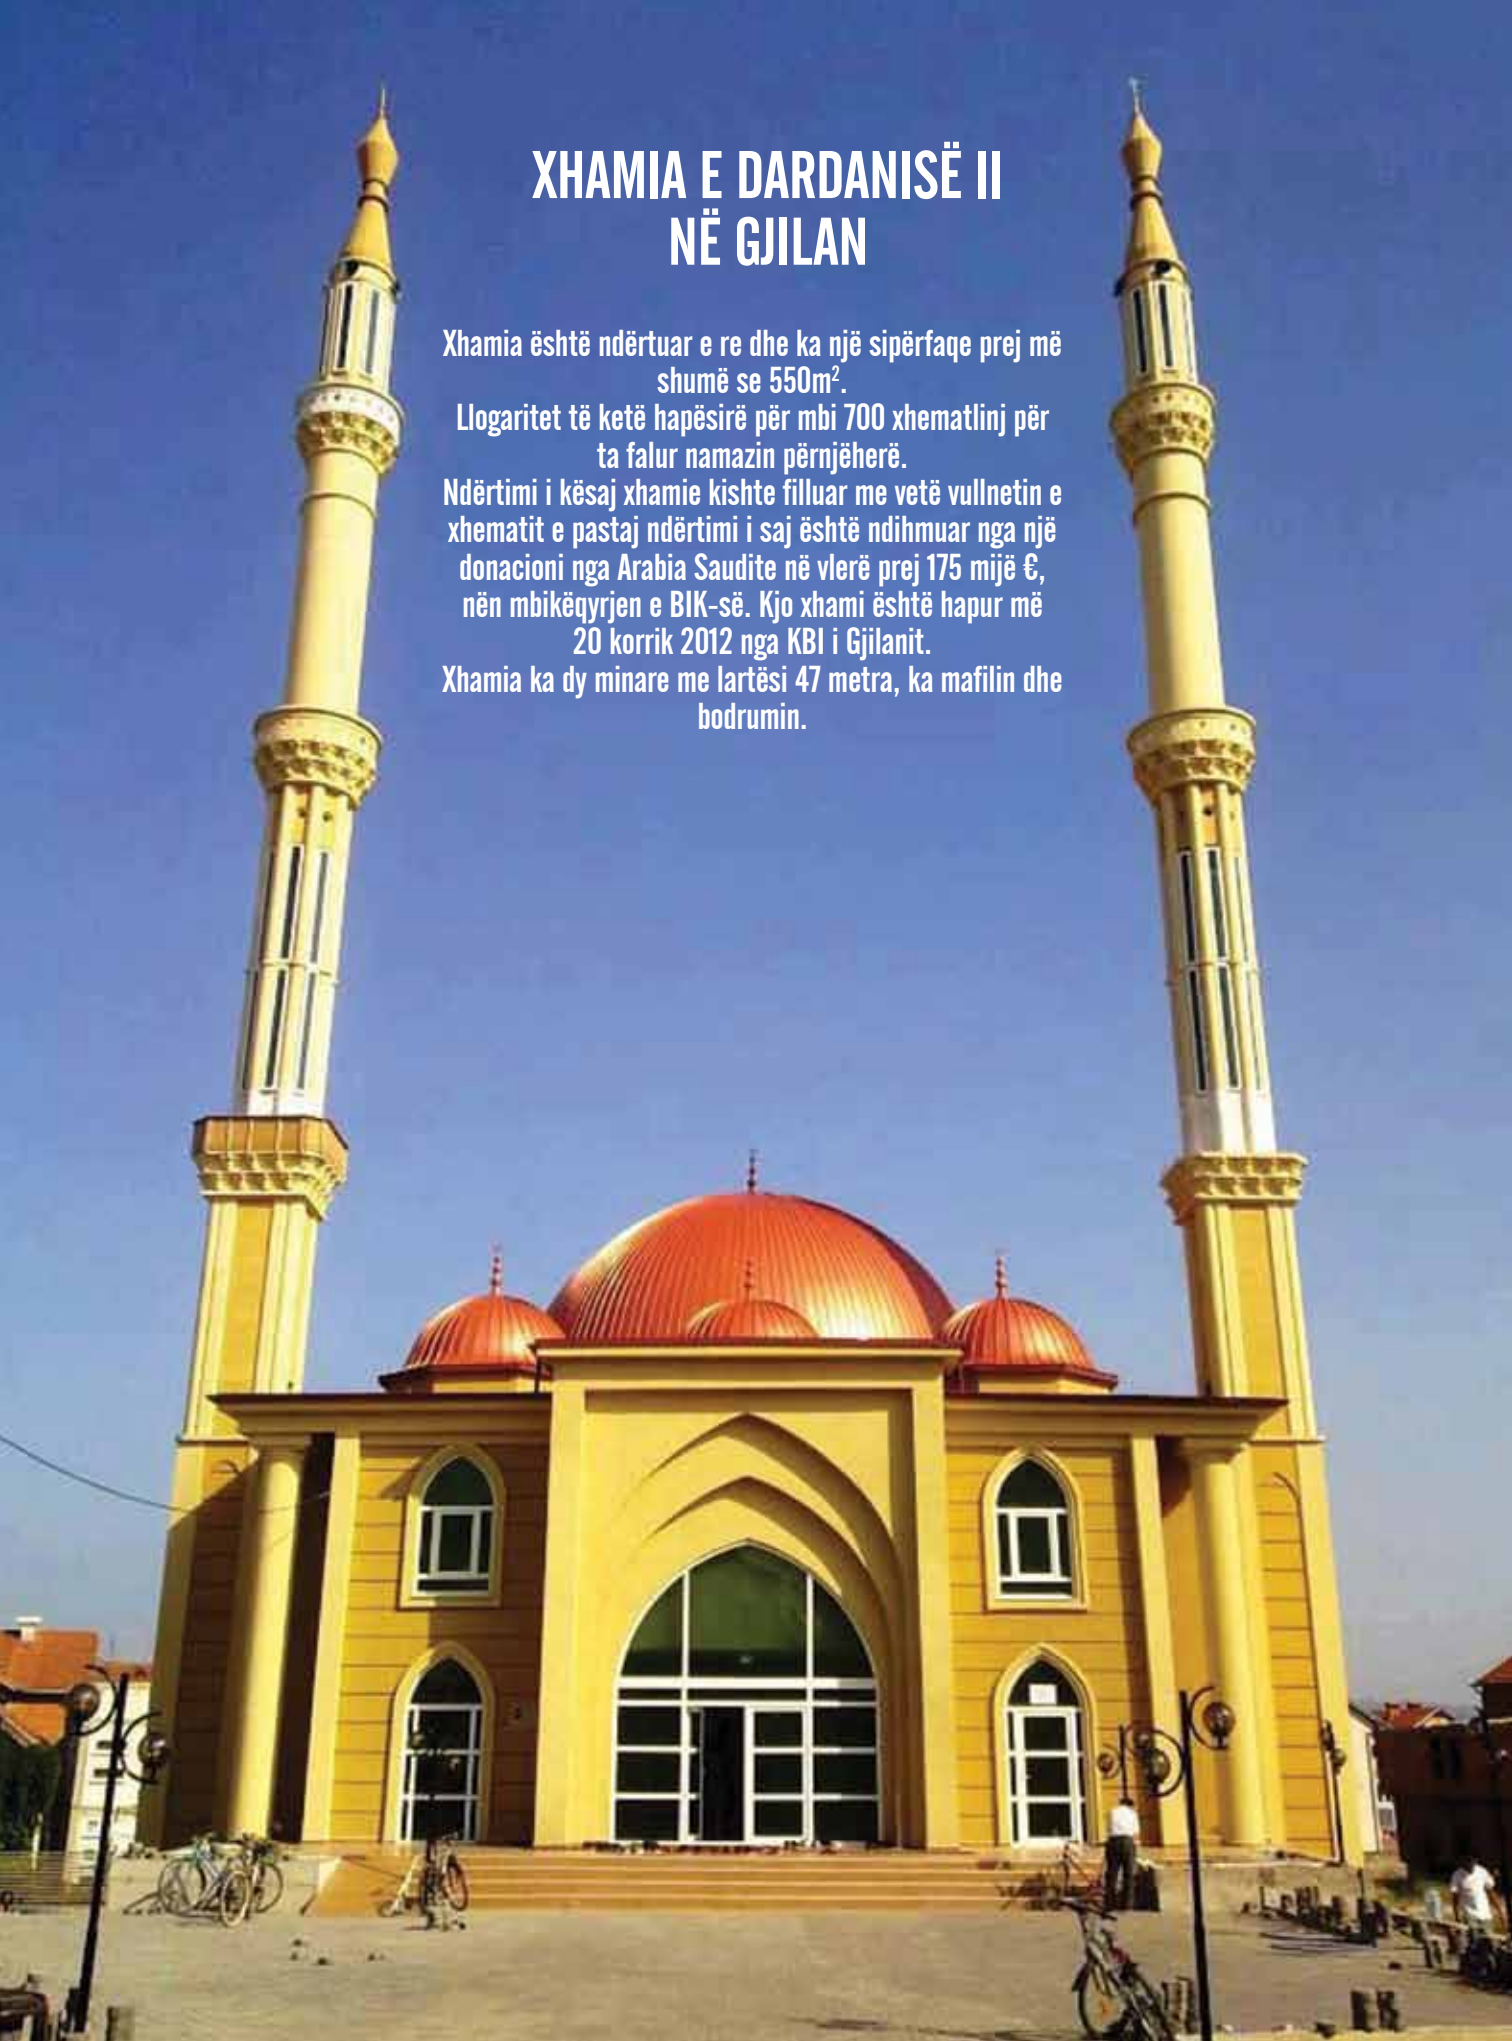 XHAMIA E DARDANISË II
NË GJILAN
Xhamia është ndërtuar e re dhe ka një sipërfaqe prej më
shumë se 550m².
Llogaritet të ketë hapësirë për mbi 700 xhematlinj për
ta falur namazin përnjëherë.
Ndërtimi i kësaj xhamie kishte filluar me vetë vullnetin e
xhematit e pastaj ndërtimi i saj është ndihmuar nga një
donacioni nga Arabia Saudite në vlerë prej 175 mijë €,
nën mbikëqyrjen e BIK-së. Kjo xhami është hapur më
20 korrik 2012 nga KBI i Gjilanit.
Xhamia ka dy minare me lartësi 47 metra, ka mafilin dhe
bodrumin.